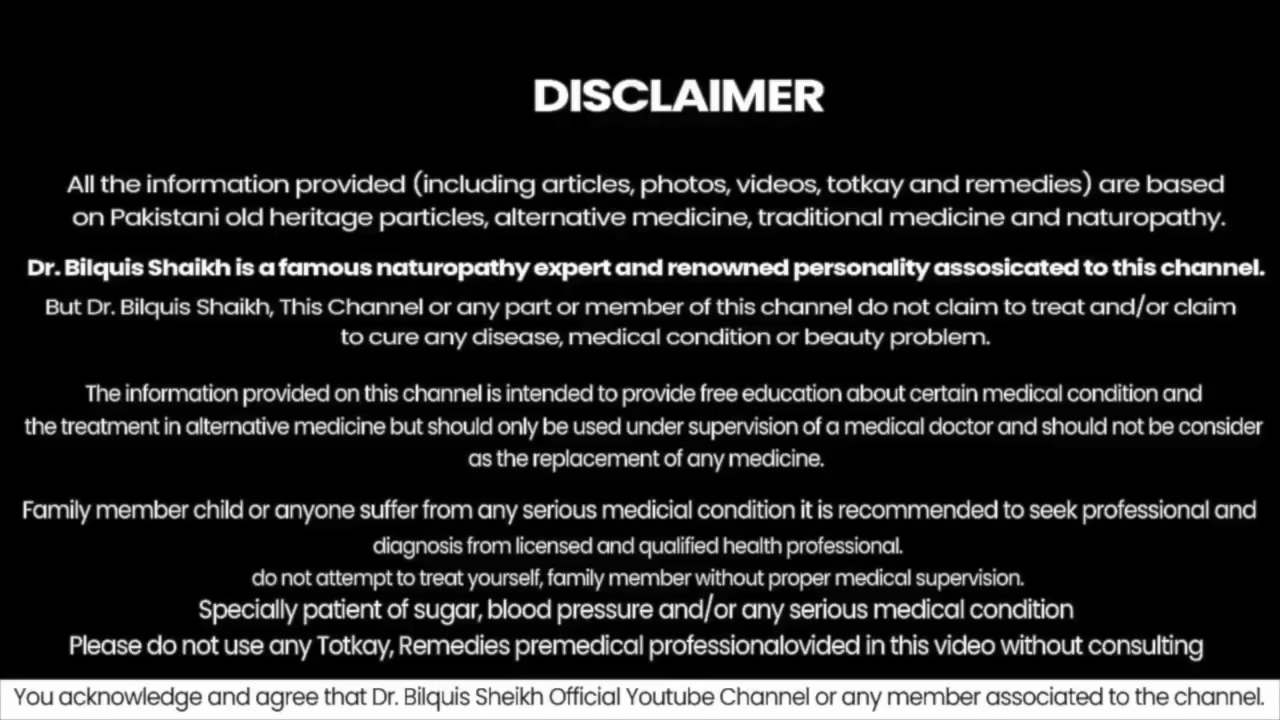 DISCLAIMER
All the information provided (including articles, photos, videos, totkay and remedies) are based
on Pakistani old heritage particles, alternative medicine, traditional medicine and naturopathy.
Dr. Bilquis Shaikh is a famous naturopathy expert and renowned personality assosicated to this channel.
But Dr. Bilquis Shaikh, This Channel or any part or member of this channel do not claim to treat and/or claim
to cure any disease, medical condition or beauty problem.
The information provided on this channel is intended to provide free education about certain medical condition and
the treatment in alternative medicine but should only be used under supervision of a medical doctor and should not be consider
as the replacement of any medicine.
Family member child or anyone suffer from any serious medicial condition it is recommended to seek professional and
diagnosis from licensed and qualified health professional.
do not attempt to treat yourself, family member without proper medical supervision.
Specially patient of sugar, blood pressure and/or any serious medical condition
Please do not use any Totkay, Remedies premedical professionalovided in this video without consulting
You acknowledge and agree that Dr. Bilquis Sheikh Official Youtube Channel or any member associated to the channel.